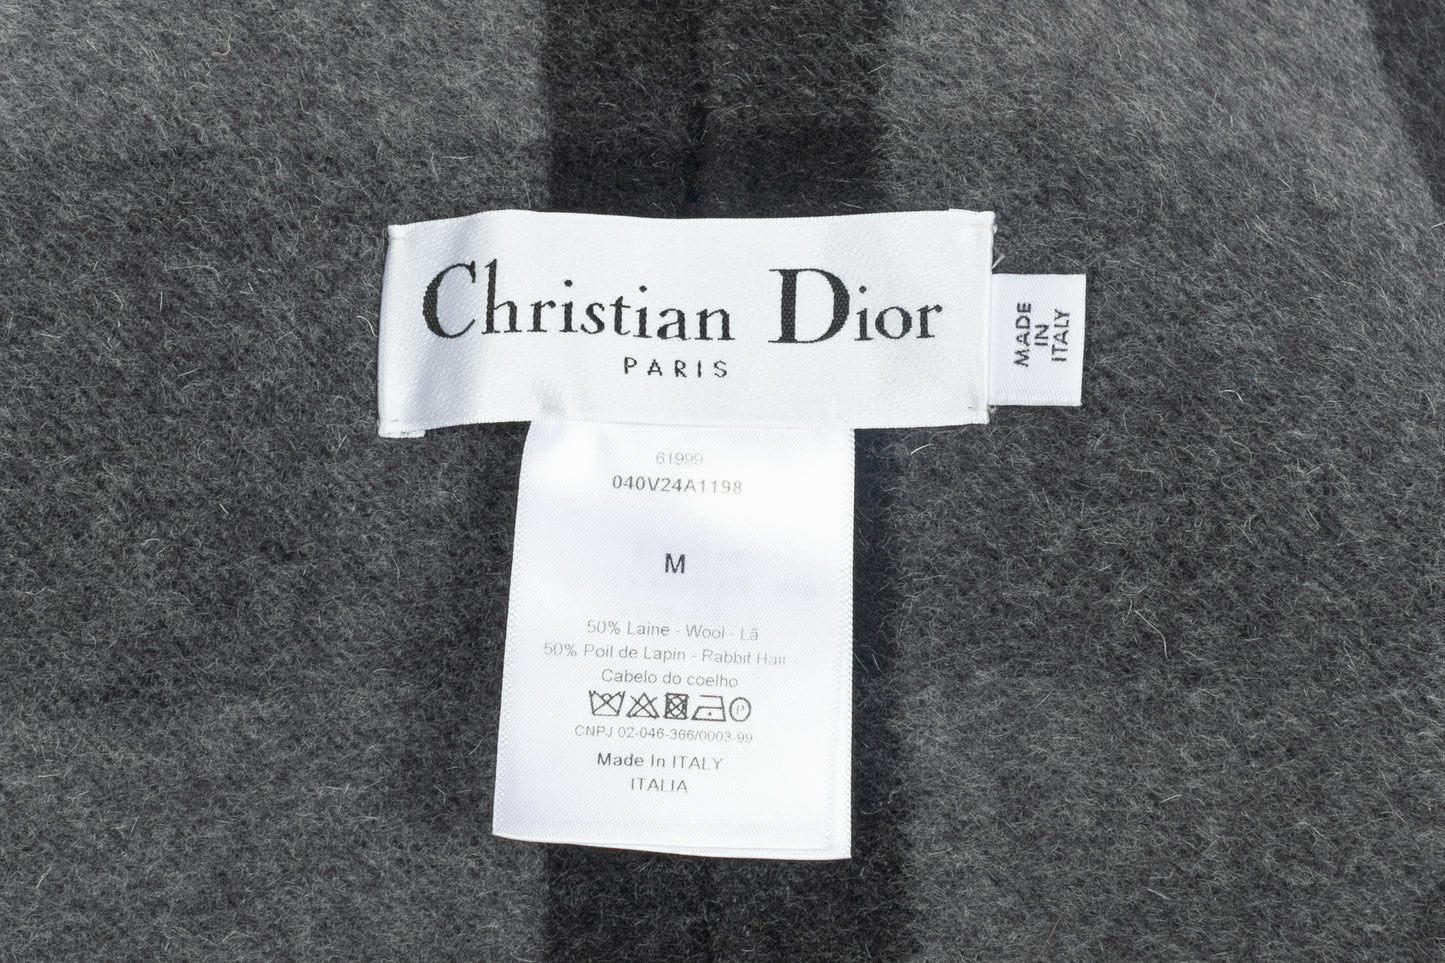 Christian Dior
PARIS
MADE
IN
ITALY
61999
040V24A1198
M
50% Laine - Wool - Lã
50% Poil de Lapin - Rabbit Hair
Cabelo do coelho
P
CNPJ 02-046-366/0003-99
Made In ITALY
ITALIA